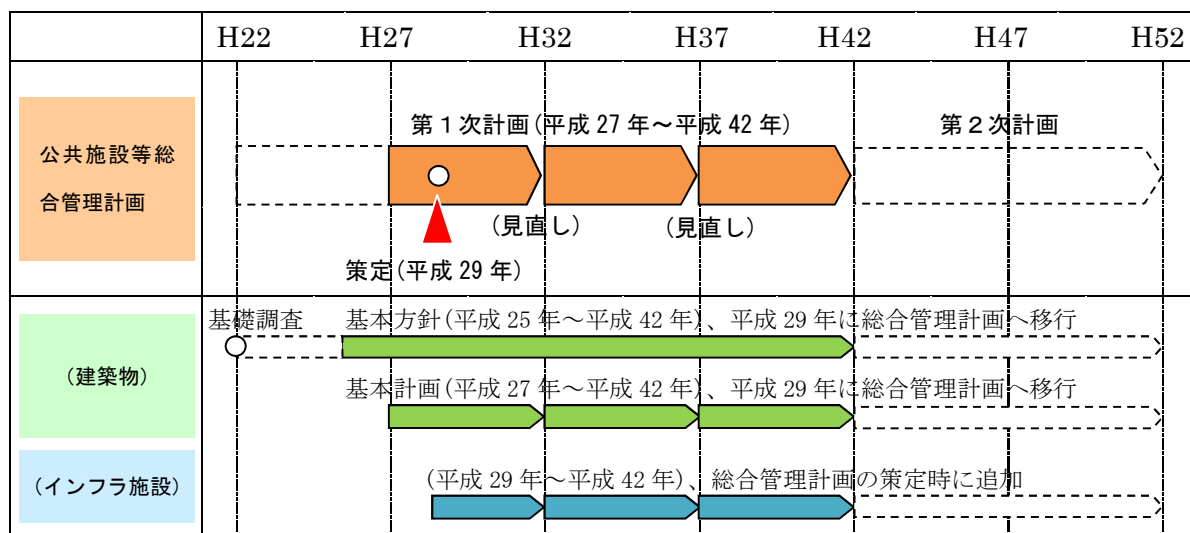 H22 H27 H32 H37 H42 H47 H52
公共施設等総
合管理計画
第1次計画(平成 27 年～平成 42 年)
第2次計画
(見直し)
(見直し)
策定(平成 29 年)
(建築物)
基礎調査
基本方針(平成 25 年～平成 42 年)、平成 29 年に総合管理計画へ移行
基本計画(平成 27 年～平成 42 年)、平成 29 年に総合管理計画へ移行
(インフラ施設)
(平成 29 年～平成 42 年)、総合管理計画の策定時に追加